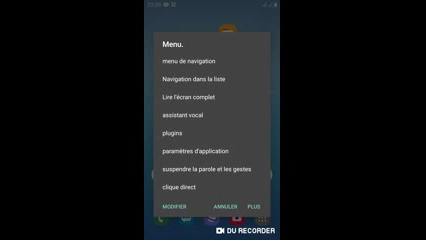 Menu.
menu de navigation
Navigation dans la liste
Lire l'écran complet
assistant vocal
plugins
paramètres d'application
suspendre la parole et les gestes
clique direct
MODIFIER ANNULER PLUS
DU RECORDER